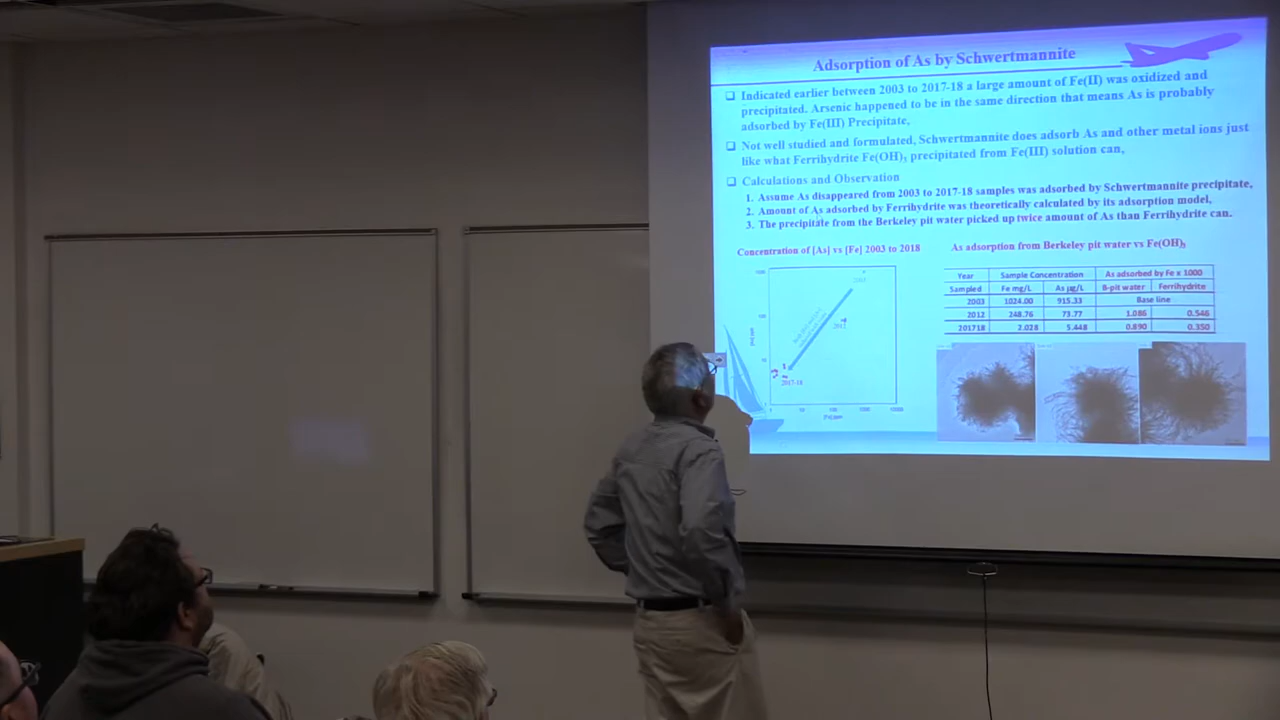 Adsorption of As by Schwertmannite
Indicated earlier between 2003 to 2017-18 a large amount of Fe(II) was oxidized and
precipitated. Arsenic happened to be in the same direction that means As is probably
adsorbed by Fe(III) Precipitate,
Not well studied and formulated, Schwertmannite does adsorb As and other metal ions just
like what Ferrihydrite Fe(OH)3 precipitated from Fe(III) solution can,
Calculations and Observation
1. Assume As disappeared from 2003 to 2017-18 samples was adsorbed by Schwertmannite precipitate,
2. Amount of As adsorbed by Ferrihydrite was theoretically calculated by its adsorption model,
3. The precipitate from the Berkeley pit water picked up twice amount of As than Ferrihydrite can.
Concentration of [As] vs [Fe] 2003 to 2018
As adsorption from Berkeley pit water vs Fe(OH)3
Year Sample Concentration As adsorbed by Fe x 1000
Sampled Fe mg/L As µg/L B-pit water Ferrihydrite
2003 1024.00 915.33 Base line
2012 248.76 73.77 1.086 0.546
201718 2.028 5.448 0.890 0.350
2003
2012
2017-18